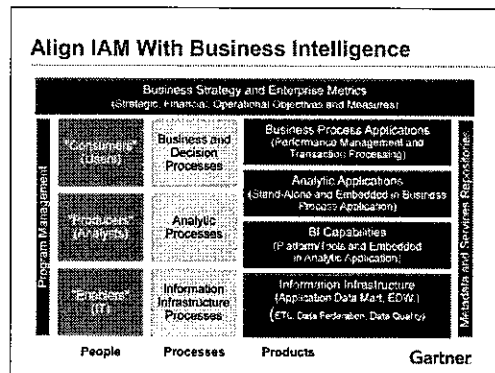 Align IAM With Business Intelligence
Business Strategy and Enterprise Metrics
(Strategic, Financial, Operational Objectives and Measures)
Program Management
"Consumers"
(Users)
"Producers"
(Analysts)
"Enablers"
(IT)
Business and
Decision
Processes
Analytic
Processes
Information
Infrastructure
Processes
Business Process Applications
(Performance Management and
Transaction Processing)
Analytic Applications
(Stand-Alone and Embedded in Business
Process Application)
BI Capabilities
(Platform/Tools and Embedded
in Analytic Application)
Information Infrastructure
(Application Data Mart, EDW,)
(ETL, Data Federation, Data Quality)
Metadata and Services Repositories
People
Processes
Products
Gartner